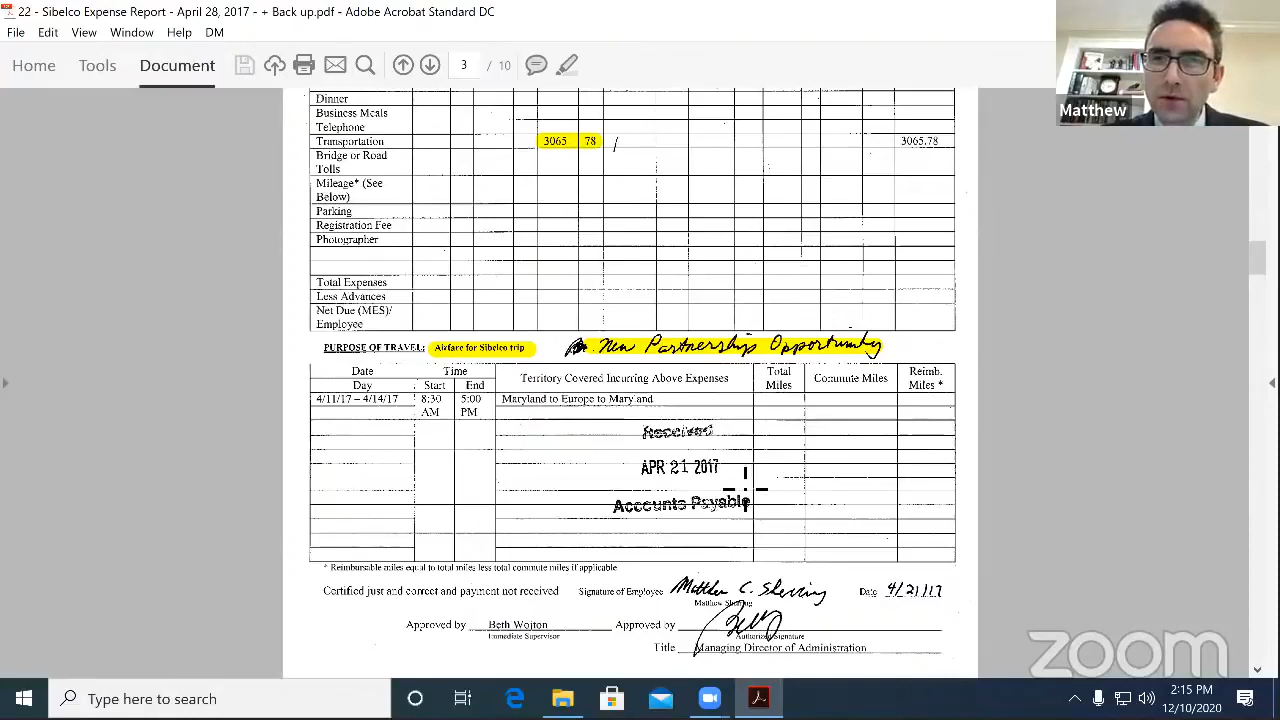 22 - Sibelco Expense Report - April 28, 2017 - + Back up.pdf - Adobe Acrobat Standard DC
File Edit View Window Help DM
Home Tools Document 3 / 10
Matthew
Dinner
Business Meals
Telephone
Transportation 3065 78 / 3065.78
Bridge or Road
Tolls
Mileage* (See
Below)
Parking
Registration Fee
Photographer
Total Expenses
Less Advances
Net Due (MES)/
Employee
PURPOSE OF TRAVEL: Airfare for Sibelco trip New Partnership Opportunity
Date Time Territory Covered Incurring Above Expenses Total Miles Commute Miles Reimb. Miles *
Day Start End
4/11/17 – 4/14/17 8:30 AM 5:00 PM Maryland to Europe to Maryland
Received
APR 21 2017
Accounts Payable
* Reimbursable miles equal to total miles less total commute miles if applicable
Certified just and correct and payment not received Signature of Employee Matthew C. Sherring Date 4/21/17
Matthew Sherring
Approved by Beth Wojton Approved by
Immediate Supervisor Authorized Signature
Title Managing Director of Administration
zoom
Type here to search
2:15 PM
12/10/2020